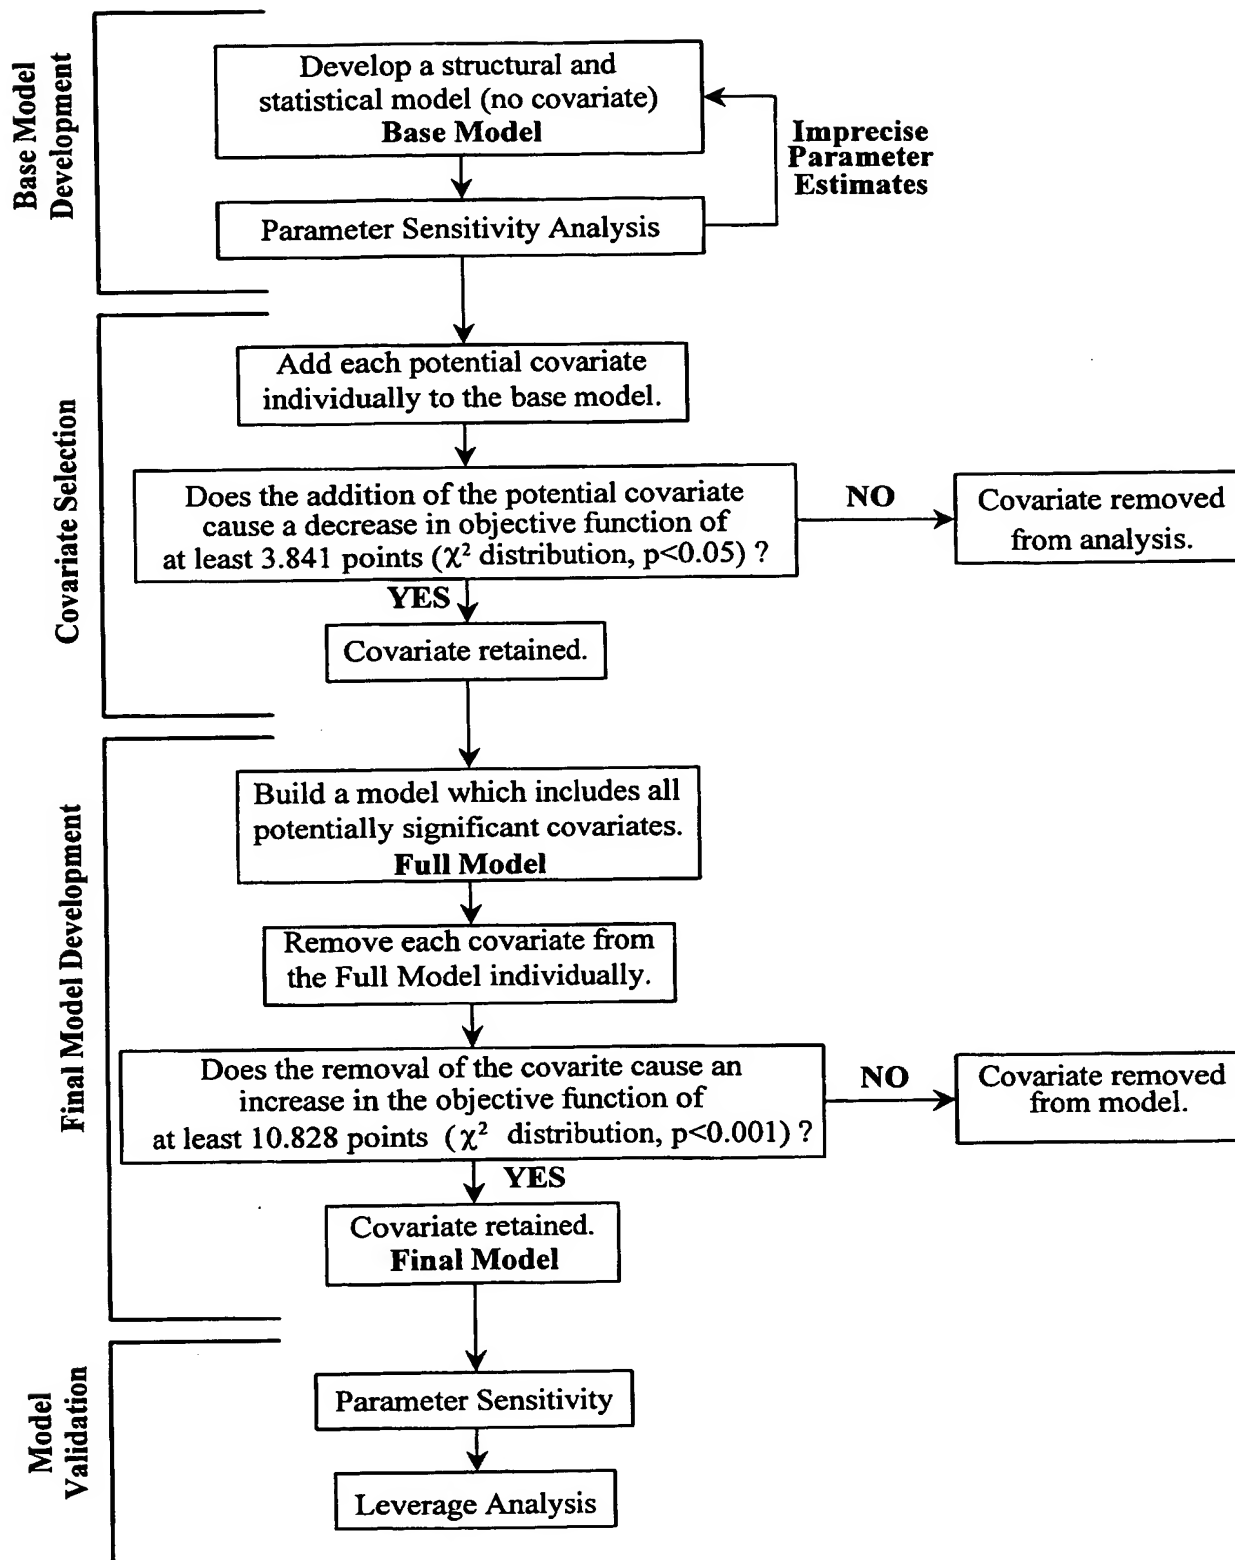 Base Model
Development
Develop a structural and
statistical model (no covariate)
Base Model
Imprecise
Parameter
Estimates
Parameter Sensitivity Analysis
Covariate Selection
Add each potential covariate
individually to the base model.
Does the addition of the potential covariate
cause a decrease in objective function of
at least 3.841 points (χ² distribution, p<0.05) ?
NO
Covariate removed
from analysis.
YES
Covariate retained.
Final Model Development
Build a model which includes all
potentially significant covariates.
Full Model
Remove each covariate from
the Full Model individually.
Does the removal of the covarite cause an
increase in the objective function of
at least 10.828 points (χ² distribution, p<0.001) ?
NO
Covariate removed
from model.
YES
Covariate retained.
Final Model
Model
Validation
Parameter Sensitivity
Leverage Analysis